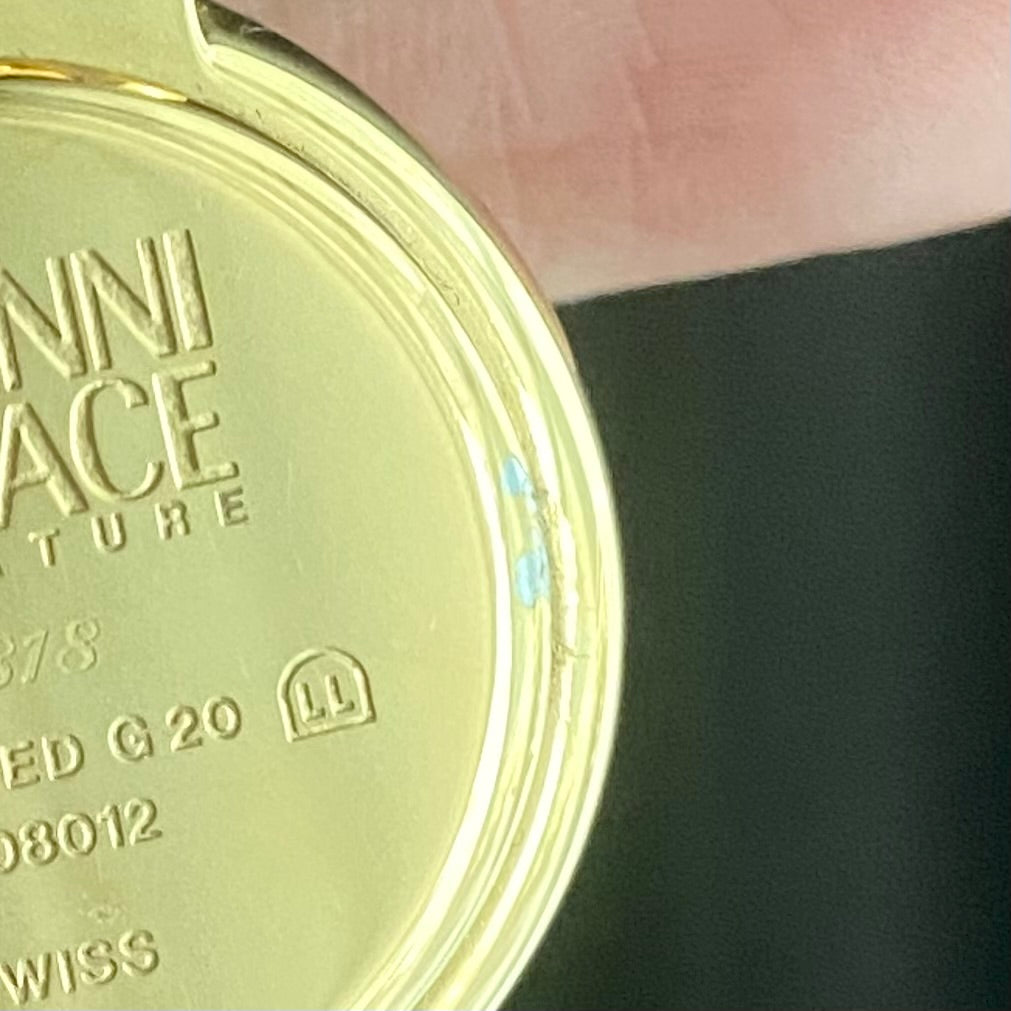 NNI
ACE
TURE
378
ED G 20 LL
08012
WISS